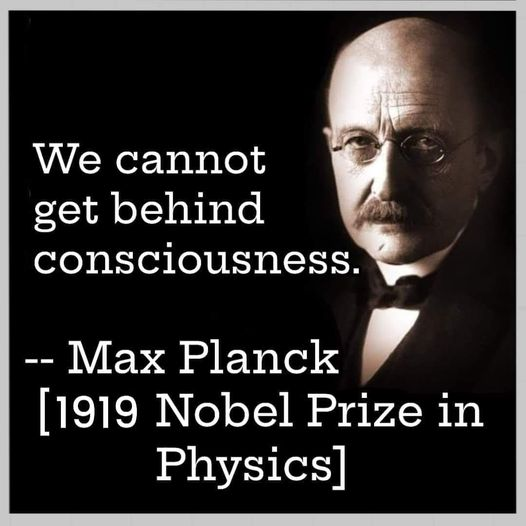 We cannot
get behind
consciousness.
-- Max Planck
[1919 Nobel Prize in
Physics]